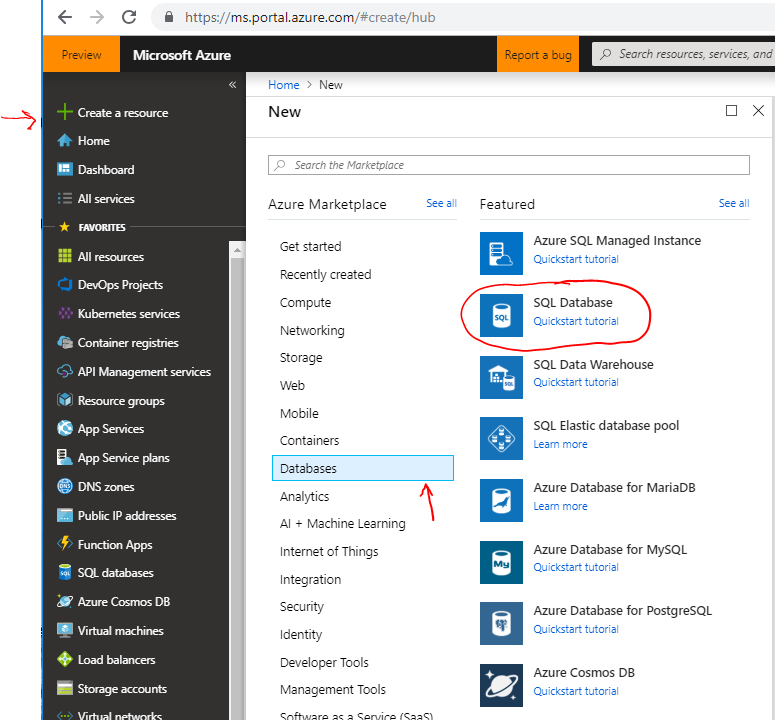 https://ms.portal.azure.com/#create/hub
Preview
Microsoft Azure
Report a bug
Search resources, services, and
«
Create a resource
Home
Dashboard
All services
FAVORITES
All resources
DevOps Projects
Kubernetes services
Container registries
API Management services
Resource groups
App Services
App Service plans
DNS zones
Public IP addresses
Function Apps
SQL databases
Azure Cosmos DB
Virtual machines
Load balancers
Storage accounts
Virtual networks
Home > New
New
Search the Marketplace
Azure Marketplace
See all
Get started
Recently created
Compute
Networking
Storage
Web
Mobile
Containers
Databases
Analytics
AI + Machine Learning
Internet of Things
Integration
Security
Identity
Developer Tools
Management Tools
Software as a Service (SaaS)
Featured
See all
Azure SQL Managed Instance
Quickstart tutorial
SQL
SQL Database
Quickstart tutorial
SQL
SQL Data Warehouse
Quickstart tutorial
SQL Elastic database pool
Learn more
Azure Database for MariaDB
Learn more
My
Azure Database for MySQL
Quickstart tutorial
Azure Database for PostgreSQL
Quickstart tutorial
Azure Cosmos DB
Quickstart tutorial